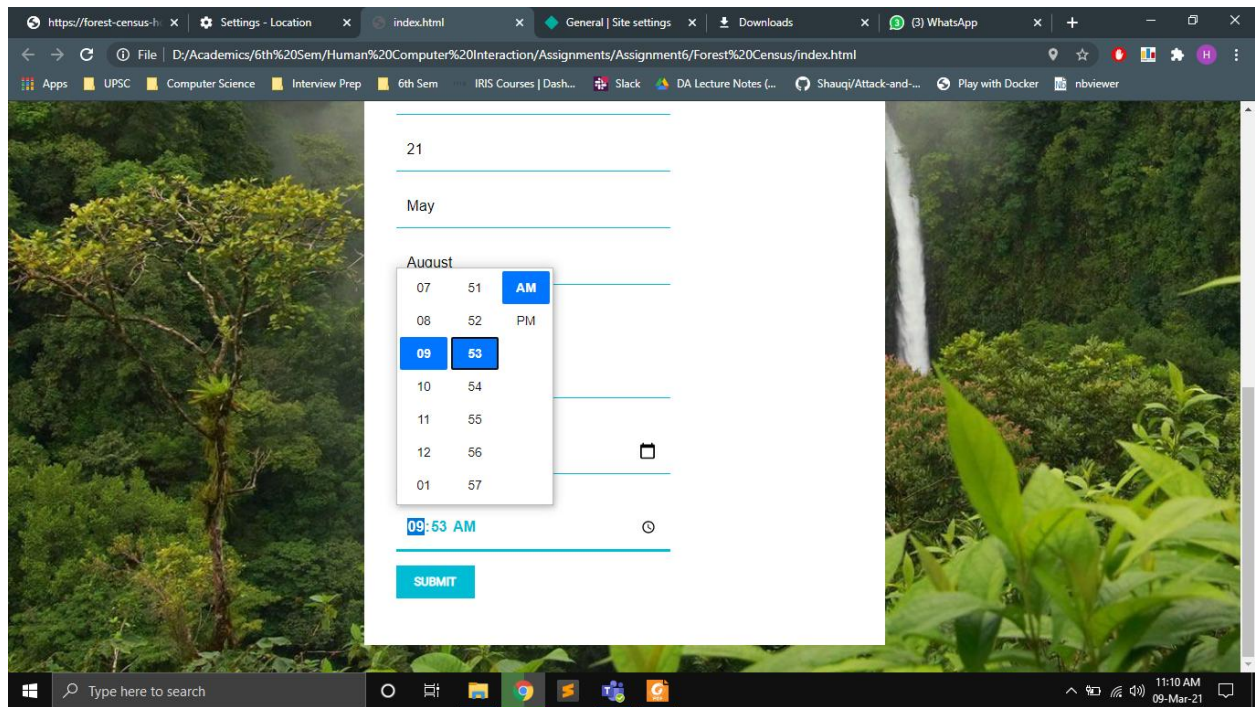 https://forest-census-h
Settings - Location
index.html
General | Site settings
Downloads
(3) WhatsApp
File | D:/Academics/6th%20Sem/Human%20Computer%20Interaction/Assignments/Assignment6/Forest%20Census/index.html
H
Apps UPSC Computer Science Interview Prep 6th Sem IRIS Courses | Dash... Slack DA Lecture Notes (... Shauqi/Attack-and-... Play with Docker nbviewer
21
May
August
07 51 AM
08 52 PM
09 53
10 54
11 55
12 56
01 57
09:53 AM
SUBMIT
Type here to search
11:10 AM
09-Mar-21